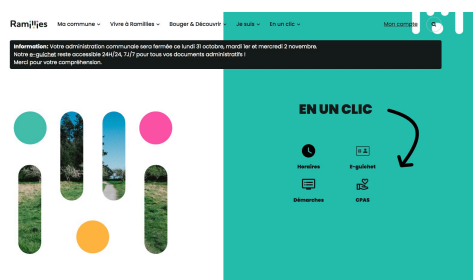 Ramillies
Ma commune
Vivre à Ramillies
Bouger & Découvrir
Je suis
En un clic
Mon compte
Information: Votre administration communale sera fermée ce lundi 31 octobre, mardi 1er et mercredi 2 novembre.
Notre e-guichet reste accessible 24H/24, 7J/7 pour tous vos documents administratifs !
Merci pour votre compréhension.
EN UN CLIC
Horaires
E-guichet
Démarches
CPAS